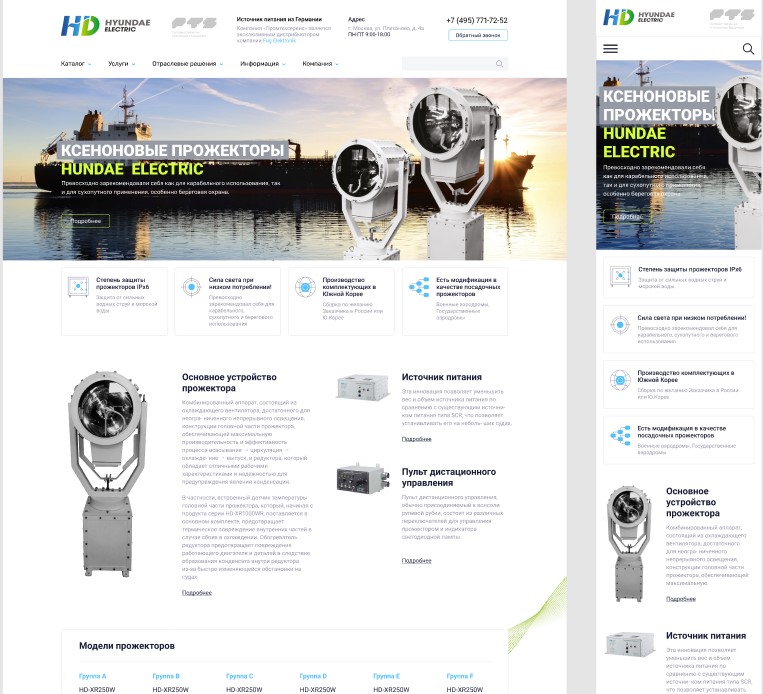 HD HYUNDAE
ELECTRIC
Источник питания из Германии
Компания «Промтехсервис» является
эксклюзивным дистрибьютором
компании Fug Elektronik
Адрес
г. Москва, ул. Плеханова, д. 4а
ПН-ПТ 9:00-18:00
+7 (495) 771-72-52
Обратный звонок
Каталог
Услуги
Отраслевые решения
Информация
Компания
КСЕНОНОВЫЕ ПРОЖЕКТОРЫ
HUNDAE ELECTRIC
Превосходно зарекомендовали себя как для карабельного использования, так
и для сухопутного применения, особенно береговая охрана.
Подробнее
Степень защиты
прожекторов IPx6
Защита от сильных
водных струй и морской
воды
Сила света при
низком потреблении!
Превосходно
зарекомендовал себя для
карабельного,
сухопутного и берегового
использования
Производство
комплектующих в
Южной Корее
Сборка по желанию
Заказчика в России или
Ю.Корее
Есть модификация в
качестве посадочных
прожекторов
Военные аэродромы,
Государственные
аэродромы
Основное устройство
прожектора
Комбинированный аппарат, состоящий из
охлаждающего вентилятора, достаточного для
неогра- ниченного непрерывного освещения,
конструкции головной части прожектора,
обеспечивающей максимальную
производительность и эффективность
процесса всасывание → циркуляции →
охлажде- ние → выпуск, и редуктора, который
обладает отличными рабочими
характеристиками и надежностью для
предупреждения явления конденсации.
В частности, встроенный датчик температуры
головной части прожектора, который, начиная с
продукта серии HD-XR1000WR, поставляется в
основном комплекте, предотвращает
термическое повреждение внутренних частей в
случае сбоев в охлаждении. Обогреватель
редуктора предотвращает повреждение
работающего двигателя и деталей вследствие
образования конденсата внутри редуктора
из-за быстро изменяющейся обстановки на
судах.
Подробнее
Источник питания
Эта инновация позволяет уменьшить
вес и объем источника питания по
сравнению с существующим источни-
ком питания типа SCR, что позволяет
устанавливать его на неболь- ших судах.
Подробнее
Пульт дистационного
управления
Пульт дистанционного управления,
обычно присоединяемый к консоли
рулевой рубки, состоит из различных
переключателей для управления
прожектором и индикатора
светодиодной лампы.
Подробнее
Модели прожекторов
Группа A
Группа B
Группа C
Группа D
Группа E
Группа F
HD-XR250W
HD-XR250W
HD-XR250W
HD-XR250W
HD-XR250W
HD-XR250W
HD HYUNDAE
ELECTRIC
КСЕНОНОВЫЕ
ПРОЖЕКТОРЫ
HUNDAE
ELECTRIC
Превосходно зарекомендовали себя
как для карабельного использования,
так и для сухопутного применения,
особенно береговая охрана.
Подробнее
Степень защиты прожекторов IPx6
Защита от сильных водных струй и
морской воды
Сила света при низком потреблении!
Превосходно зарекомендовал себя для
карабельного, сухопутного и берегового
использования
Производство комплектующих в
Южной Корее
Сборка по желанию Заказчика в России
или Ю.Корее
Есть модификация в качестве
посадочных прожекторов
Военные аэродромы, Государственные
аэродромы
Основное
устройство
прожектора
Комбинированный аппарат,
состоящий из охлаждающего
вентилятора, достаточного
для неогра- ниченного
непрерывного освещения,
конструкции головной части
прожектора, обеспечивающей
максимальную
Подробнее
Источник питания
Эта инновация позволяет
уменьшить вес и объем
источника питания по
сравнению с существующим
источни- ком питания типа SCR,
что позволяет устанавливать